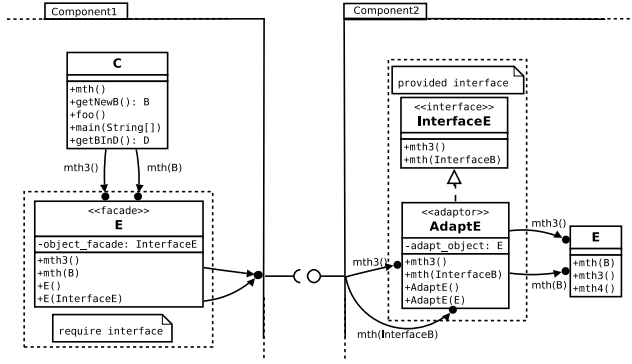 Component1
Component2
C
+mth()
+getNewB(): B
+foo()
+main(String[])
+getBInD(): D
mth3()
mth(B)
<<facade>>
E
-object_facade: InterfaceE
+mth3()
+mth(B)
+E()
+E(InterfaceE)
require interface
provided interface
<<interface>>
InterfaceE
+mth3()
+mth(InterfaceB)
<<adaptor>>
AdaptE
-adapt_object: E
+mth3()
+mth(InterfaceB)
+AdaptE()
+AdaptE(E)
mth3()
mth(InterfaceB)
mth3()
mth(B)
E
+mth(B)
+mth3()
+mth4()